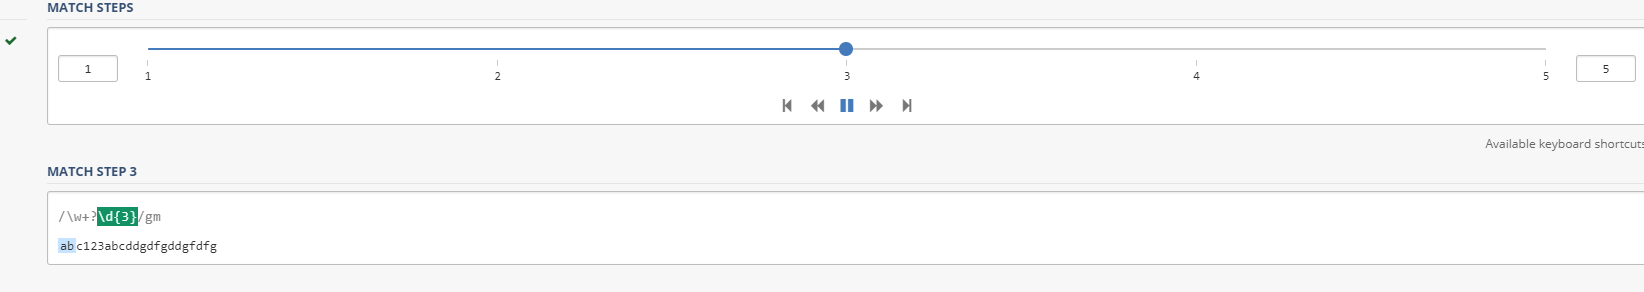 MATCH STEPS
1
5
1 2 3 4 5
Available keyboard shortcuts
MATCH STEP 3
/\w+?\d{3}/gm
abc123abcddgdfgddgfdfg